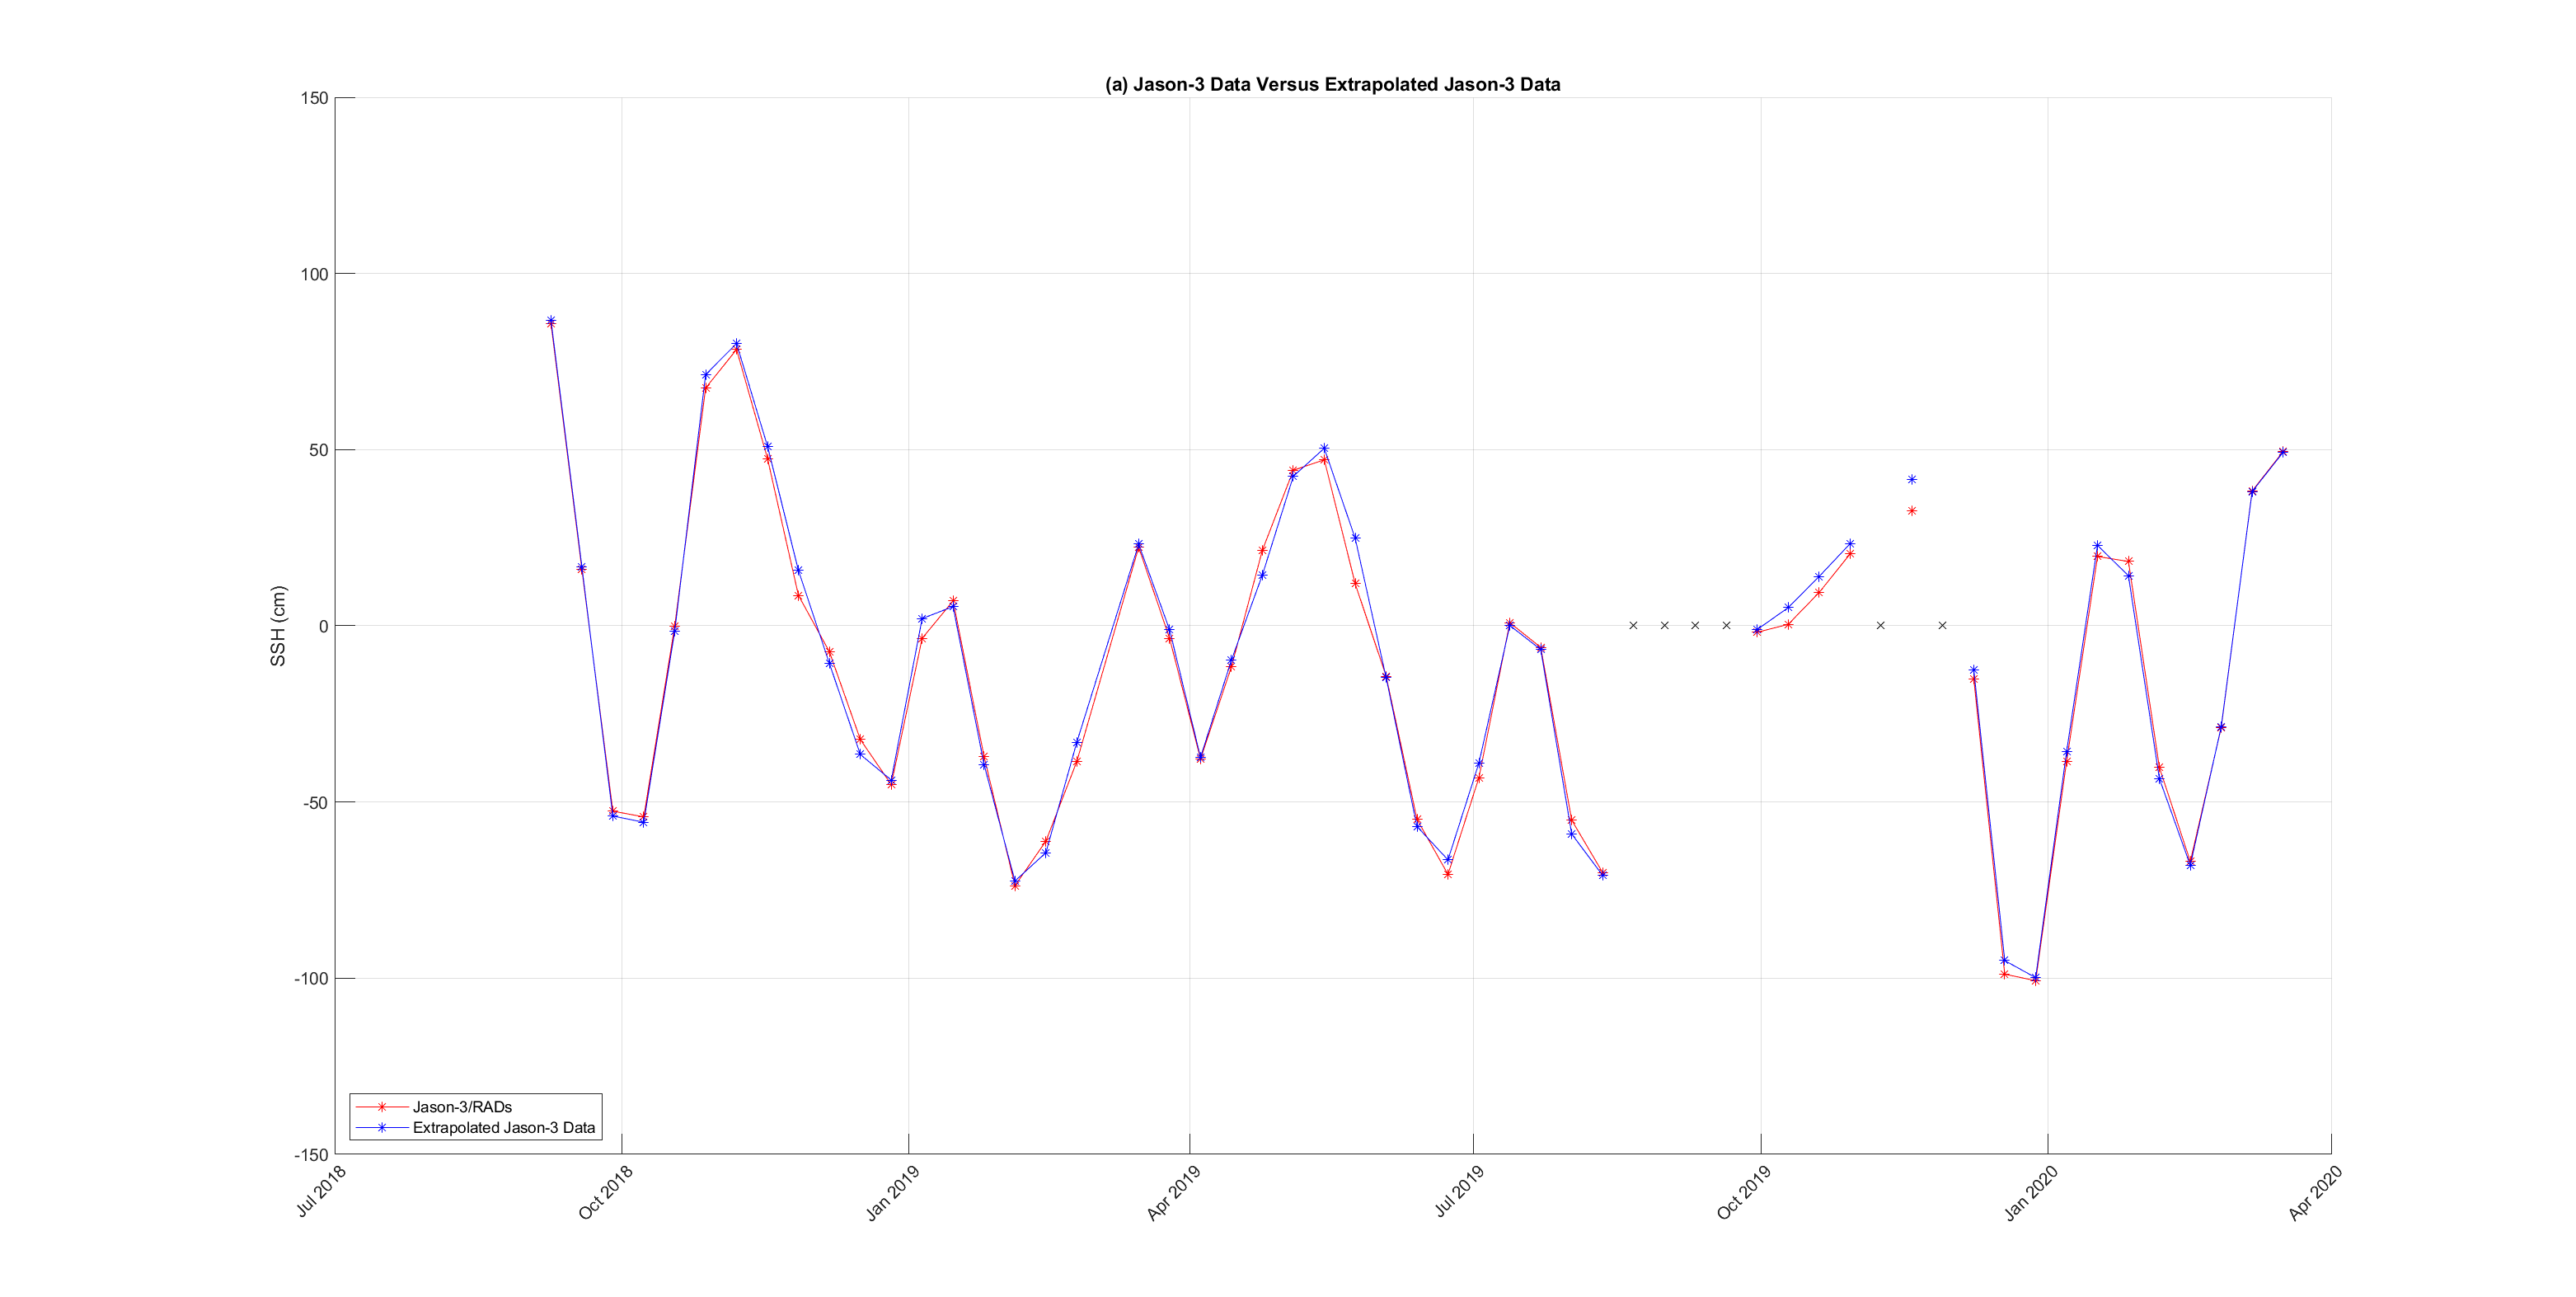 (a) Jason-3 Data Versus Extrapolated Jason-3 Data
150
100
50
0
-50
-100
-150
SSH (cm)
Jason-3/RADs
Extrapolated Jason-3 Data
Jul 2018
Oct 2018
Jan 2019
Apr 2019
Jul 2019
Oct 2019
Jan 2020
Apr 2020